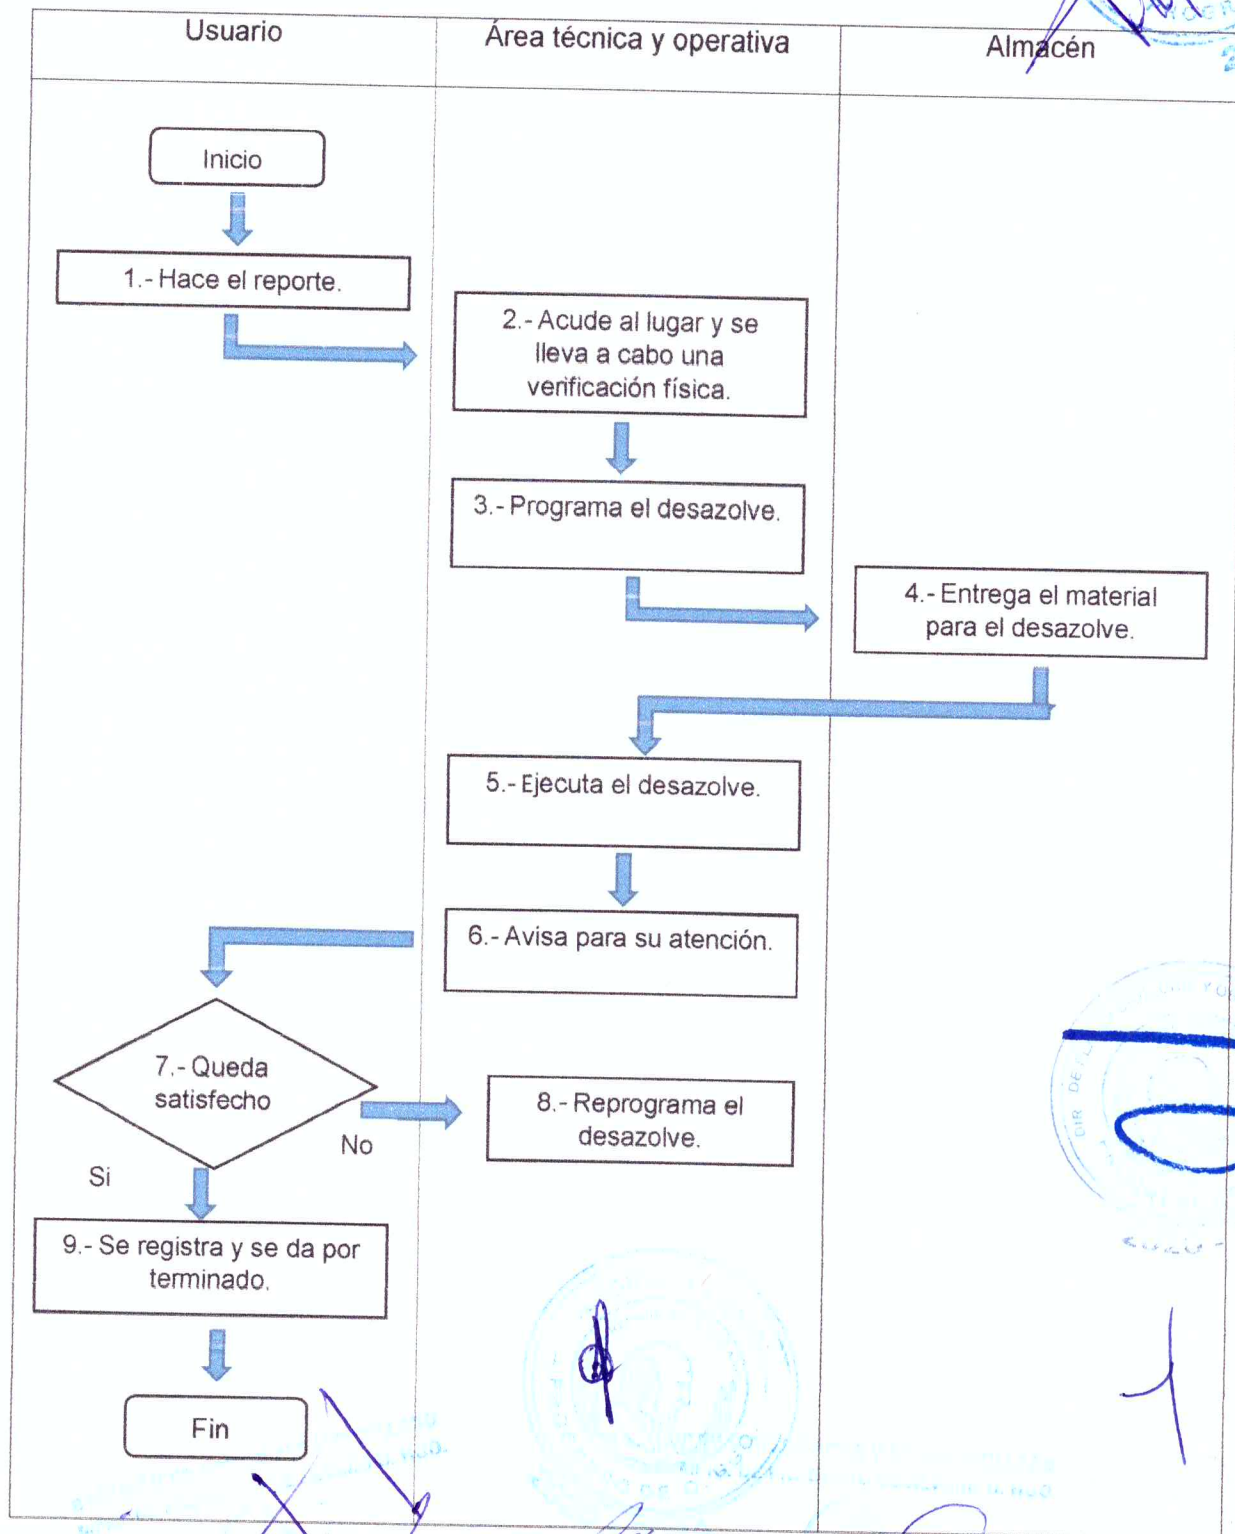 Usuario
Área técnica y operativa
Almacén
Inicio
1.- Hace el reporte.
2.- Acude al lugar y se
lleva a cabo una
verificación física.
3.- Programa el desazolve.
4.- Entrega el material
para el desazolve.
5.- Ejecuta el desazolve.
6.- Avisa para su atención.
7.- Queda
satisfecho
No
8.- Reprograma el
desazolve.
Si
9.- Se registra y se da por
terminado.
Fin